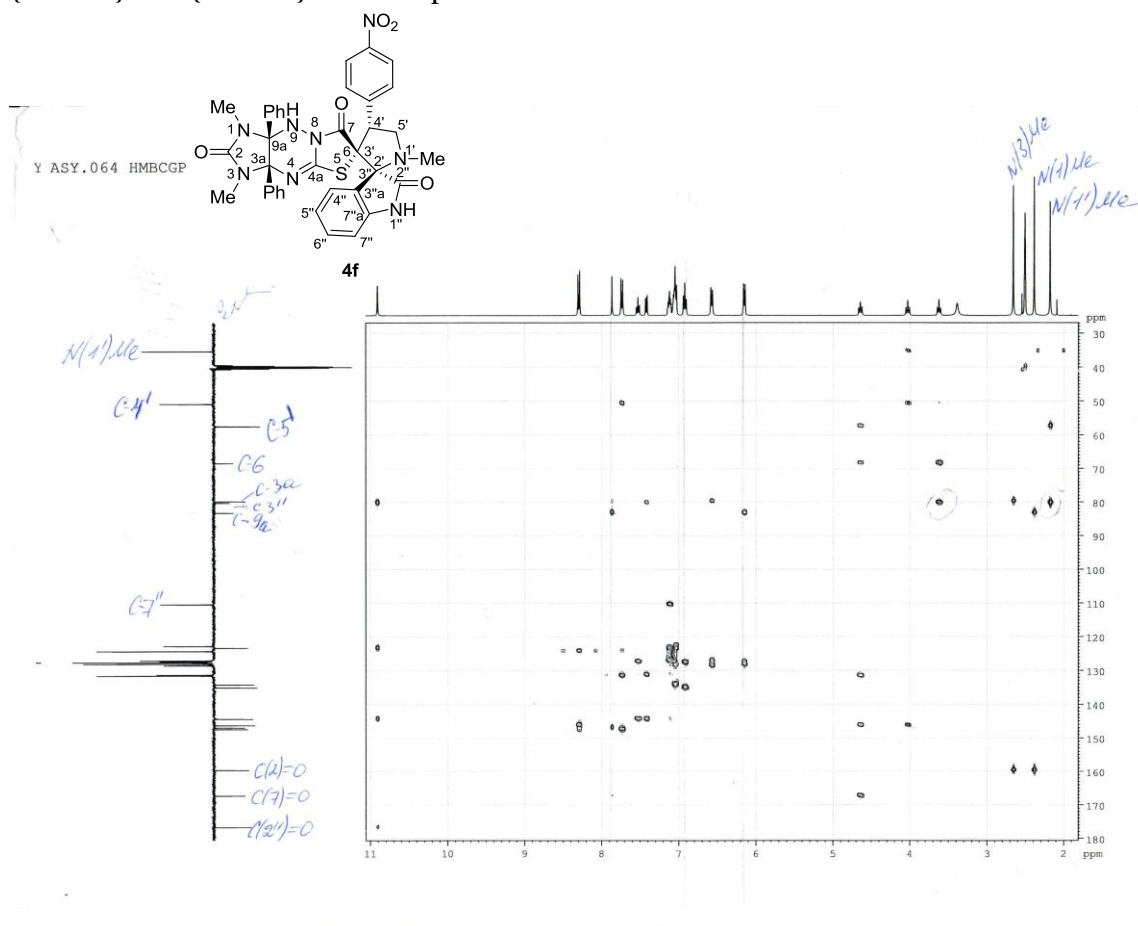 NO₂
Me
Ph
H
N
O
1
N
9
N
8
N
7
4'
5'
9a
6
5
3'
1'
N
Me
O
2
3a
4
2'
2''
3
N
N
4a
S
3''
O
Me
Ph
3''a
4''
NH
1''
5''
7''a
6''
7''
4f
Y ASY.064 HMBCGP
N(3)Me
N(1)Me
N(1')Me
O₂N
N(1')Me
C-4'
C-5'
C-6
C-3a
C3''
C-9a
C-7''
C(2)=O
C(7)=O
C(2'')=O
ppm
30
40
50
60
70
80
90
100
110
120
130
140
150
160
170
180
11 10 9 8 7 6 5 4 3 2 ppm